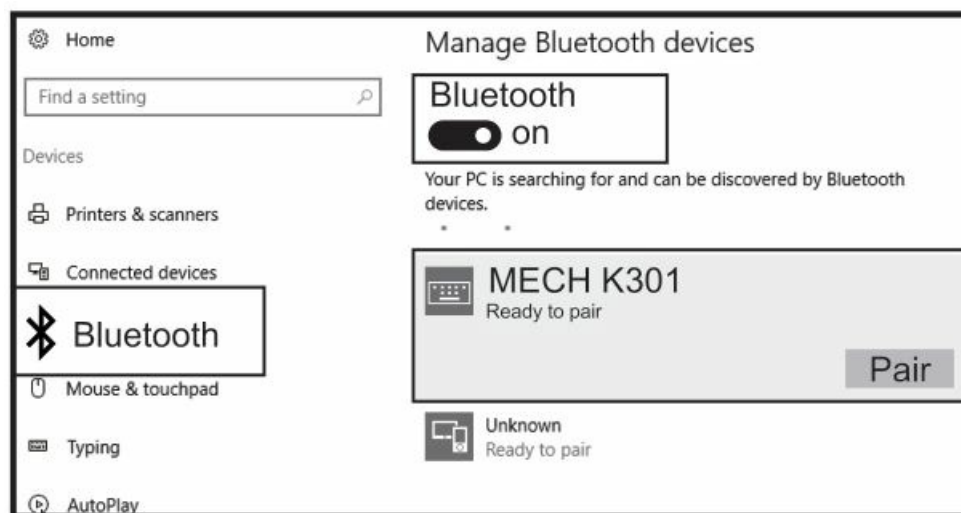 Home
Find a setting
Devices
Printers & scanners
Connected devices
Bluetooth
Mouse & touchpad
Typing
AutoPlay
Manage Bluetooth devices
Bluetooth
on
Your PC is searching for and can be discovered by Bluetooth
devices.
MECH K301
Ready to pair
Pair
Unknown
Ready to pair